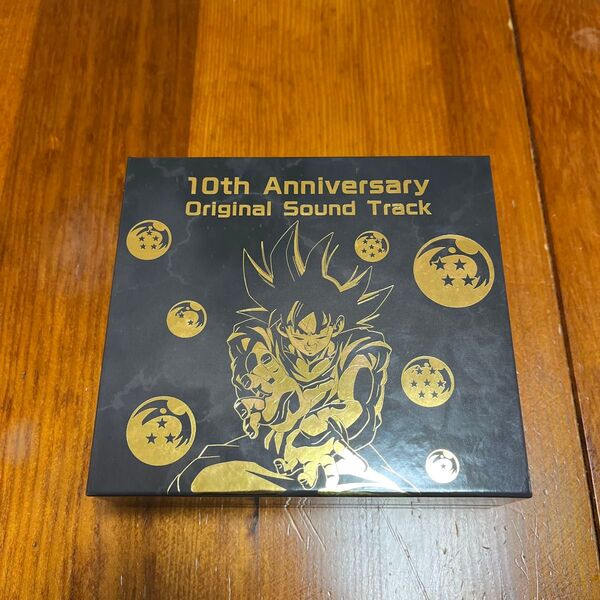 10th Anniversary
Original Sound Track